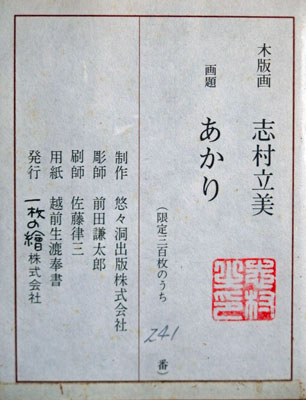 木版画 志村立美
画題 あかり
(限定三百枚のうち 241 番)
制作 悠々洞出版株式会社
彫師 前田謙太郎
刷師 佐藤律三
用紙 越前生漉奉書
発行 一枚の繪株式会社